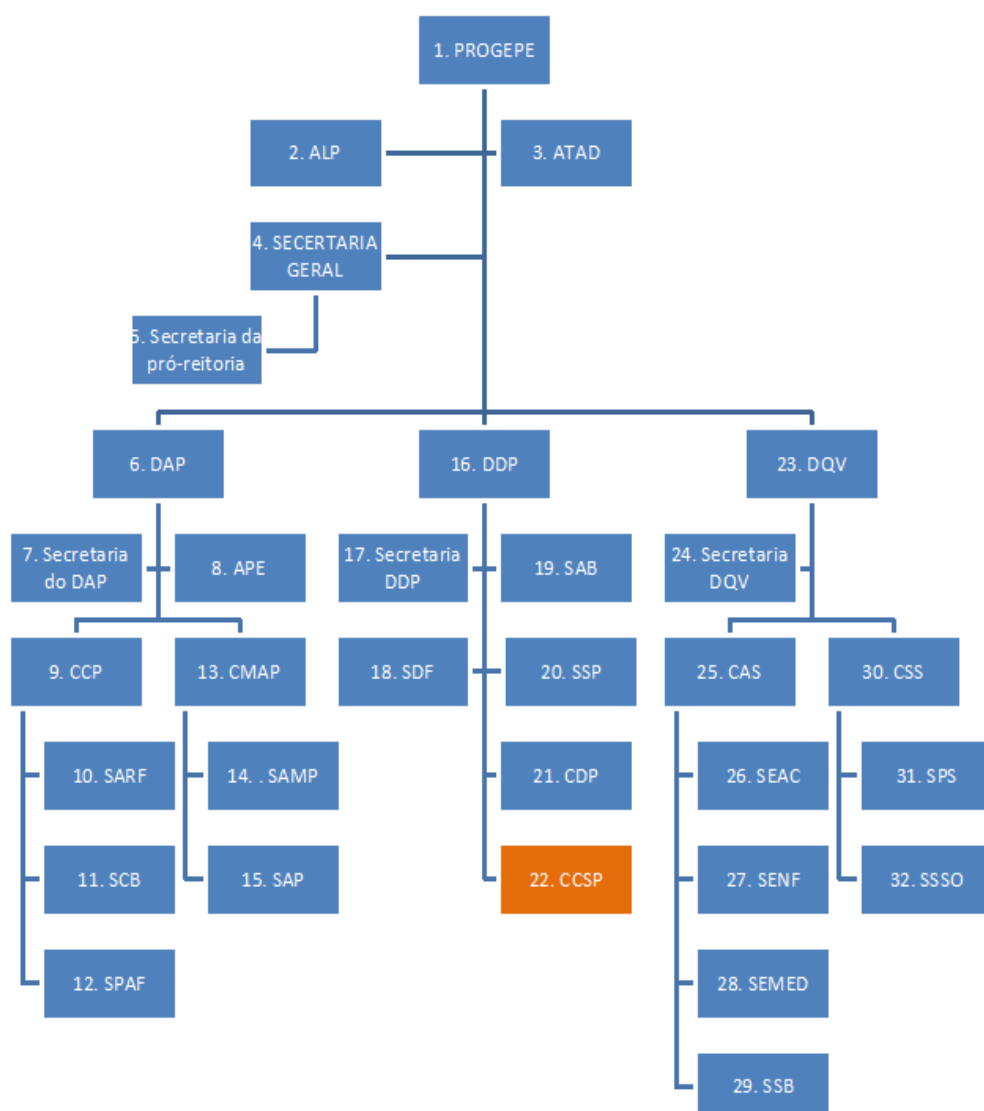 1. PROGEPE
2. ALP
3. ATAD
4. SECERTARIA
GERAL
5. Secretaria da
pró-reitoria
6. DAP
16. DDP
23. DQV
7. Secretaria
do DAP
8. APE
17. Secretaria
DDP
19. SAB
24. Secretaria
DQV
9. CCP
13. CMAP
18. SDF
20. SSP
25. CAS
30. CSS
10. SARF
14. . SAMP
21. CDP
26. SEAC
31. SPS
11. SCB
15. SAP
22. CCSP
27. SENF
32. SSSO
12. SPAF
28. SEMED
29. SSB